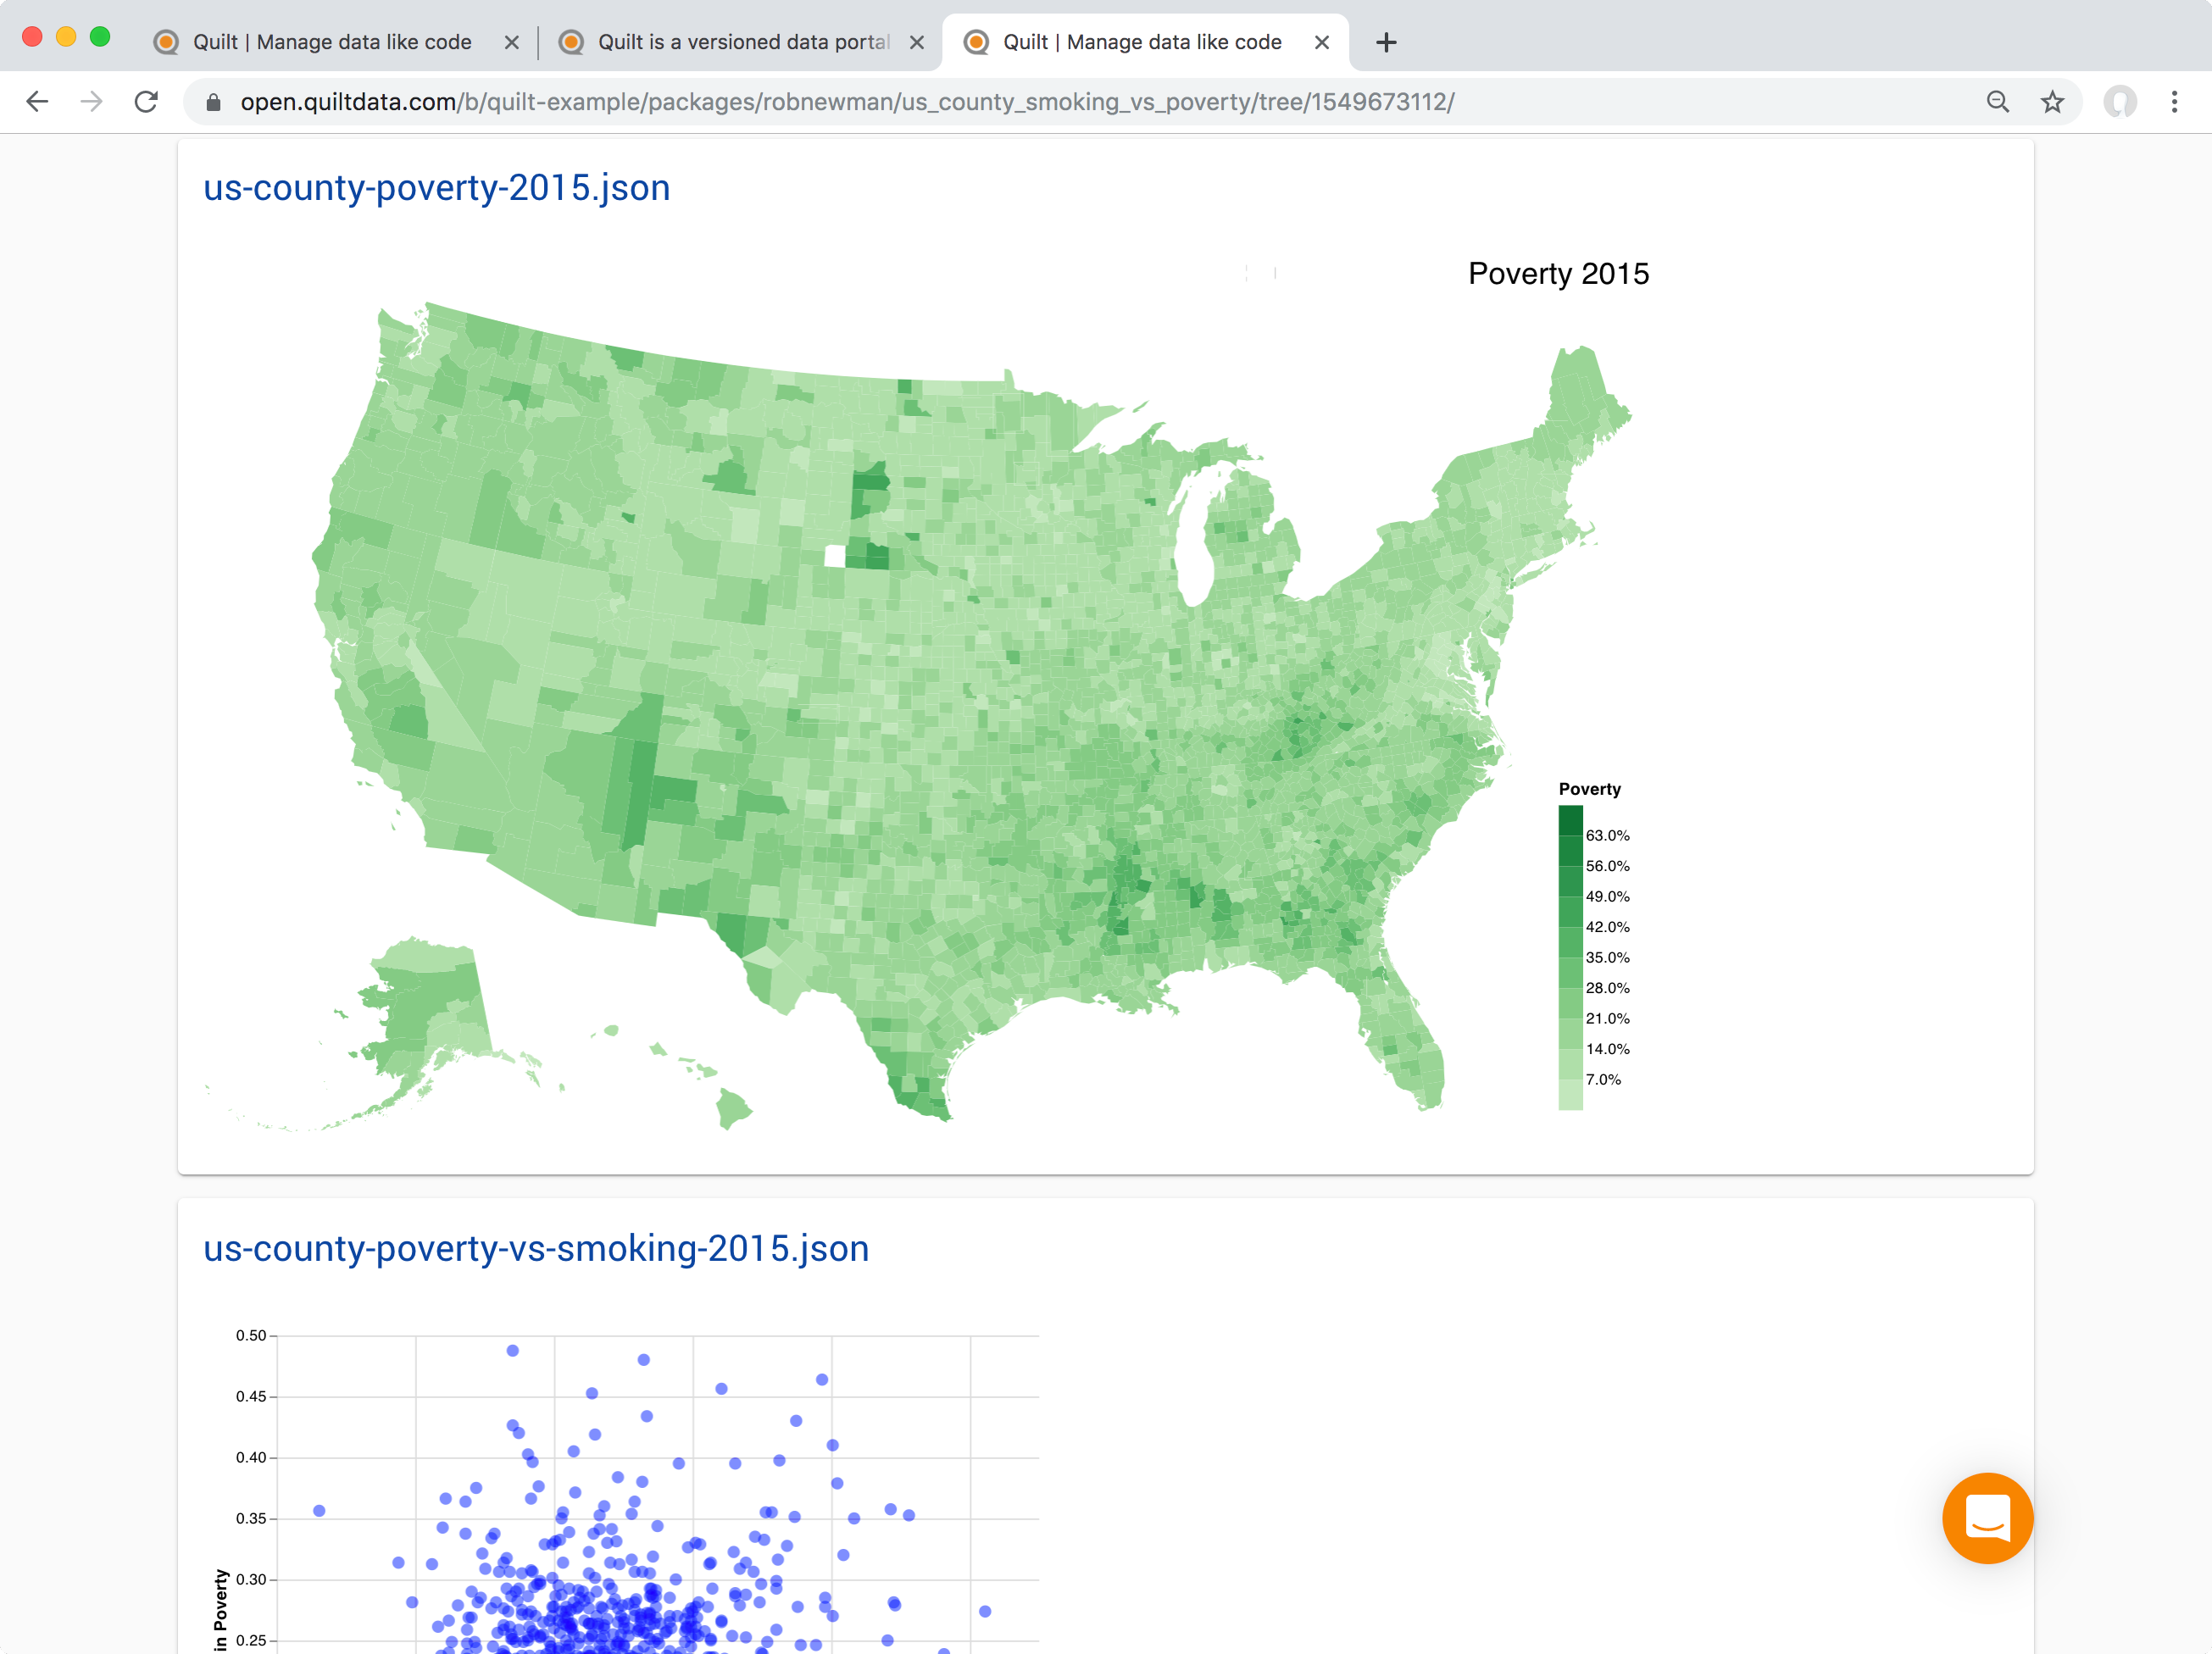 Quilt | Manage data like code
Quilt is a versioned data portal
Quilt | Manage data like code
open.quiltdata.com/b/quilt-example/packages/robnewman/us_county_smoking_vs_poverty/tree/1549673112/
us-county-poverty-2015.json
Poverty 2015
Poverty
63.0%
56.0%
49.0%
42.0%
35.0%
28.0%
21.0%
14.0%
7.0%
us-county-poverty-vs-smoking-2015.json
0.50
0.45
0.40
0.35
0.30
0.25
in Poverty